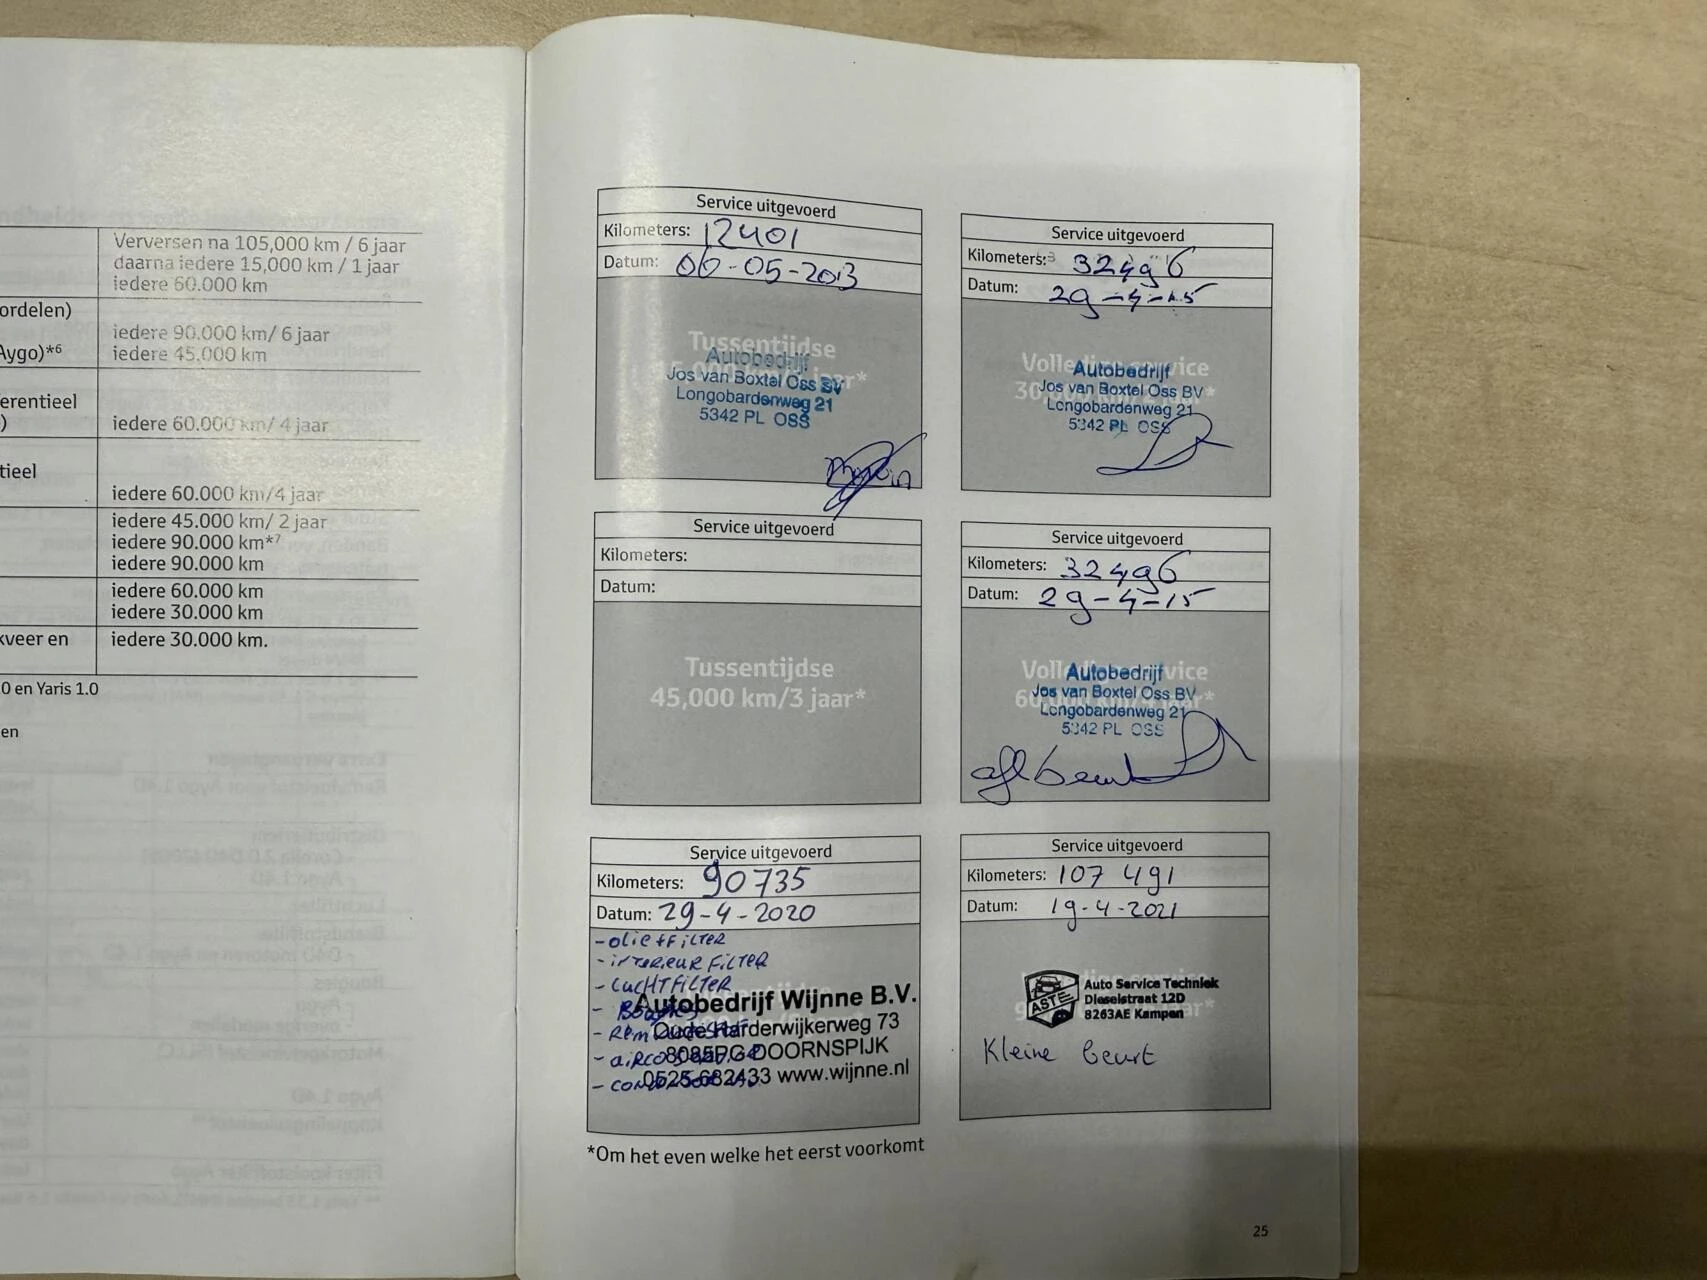 Verversen na 105,000 km / 6 jaar
daarna iedere 15,000 km / 1 jaar
iedere 60.000 km
ordelen)
iedere 90.000 km/ 6 jaar
Aygo)*6
iedere 45.000 km
erentieel
)
iedere 60.000 km/ 4 jaar
tieel
iedere 60.000 km/4 jaar
iedere 45.000 km/ 2 jaar
iedere 90.000 km*7
iedere 90.000 km
iedere 60.000 km
iedere 30.000 km
kveer en
iedere 30.000 km.
.0 en Yaris 1.0
en
Service uitgevoerd
Kilometers: 12401
Datum: 06-05-2013
Tussentijdse
jaar*
Autobedrijf
Jos van Boxtel Oss BV
Longobardenweg 21
5342 PL OSS
Service uitgevoerd
Kilometers: 32496
Datum: 29-4-15
Volledige service
Autobedrijf
Jos van Boxtel Oss BV
Longobardenweg 21
5342 PL OSS
Service uitgevoerd
Kilometers:
Datum:
Tussentijdse
45,000 km/3 jaar*
Service uitgevoerd
Kilometers: 32496
Datum: 29-4-15
Volledige service
Autobedrijf
Jos van Boxtel Oss BV
Longobardenweg 21
5342 PL OSS
Service uitgevoerd
Kilometers: 90735
Datum: 29-4-2020
- OLIE + FILTER
- INTERIEUR FILTER
- LUCHTFILTER
Autobedrijf Wijnne B.V.
Oude Harderwijkerweg 73
8085PG DOORNSPIJK
0525-682433 www.wijnne.nl
Service uitgevoerd
Kilometers: 107 491
Datum: 19-4-2021
ASTE
Auto Service Techniek
Dieselstraat 12D
8263AE Kampen
Kleine beurt
*Om het even welke het eerst voorkomt
25